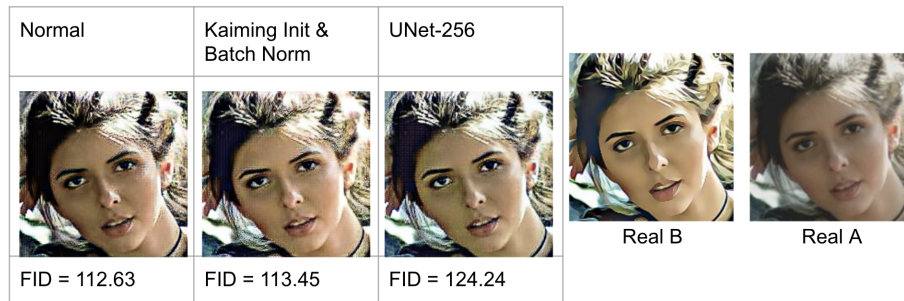 Normal
Kaiming Init &
Batch Norm
UNet-256
Real B
Real A
FID = 112.63
FID = 113.45
FID = 124.24